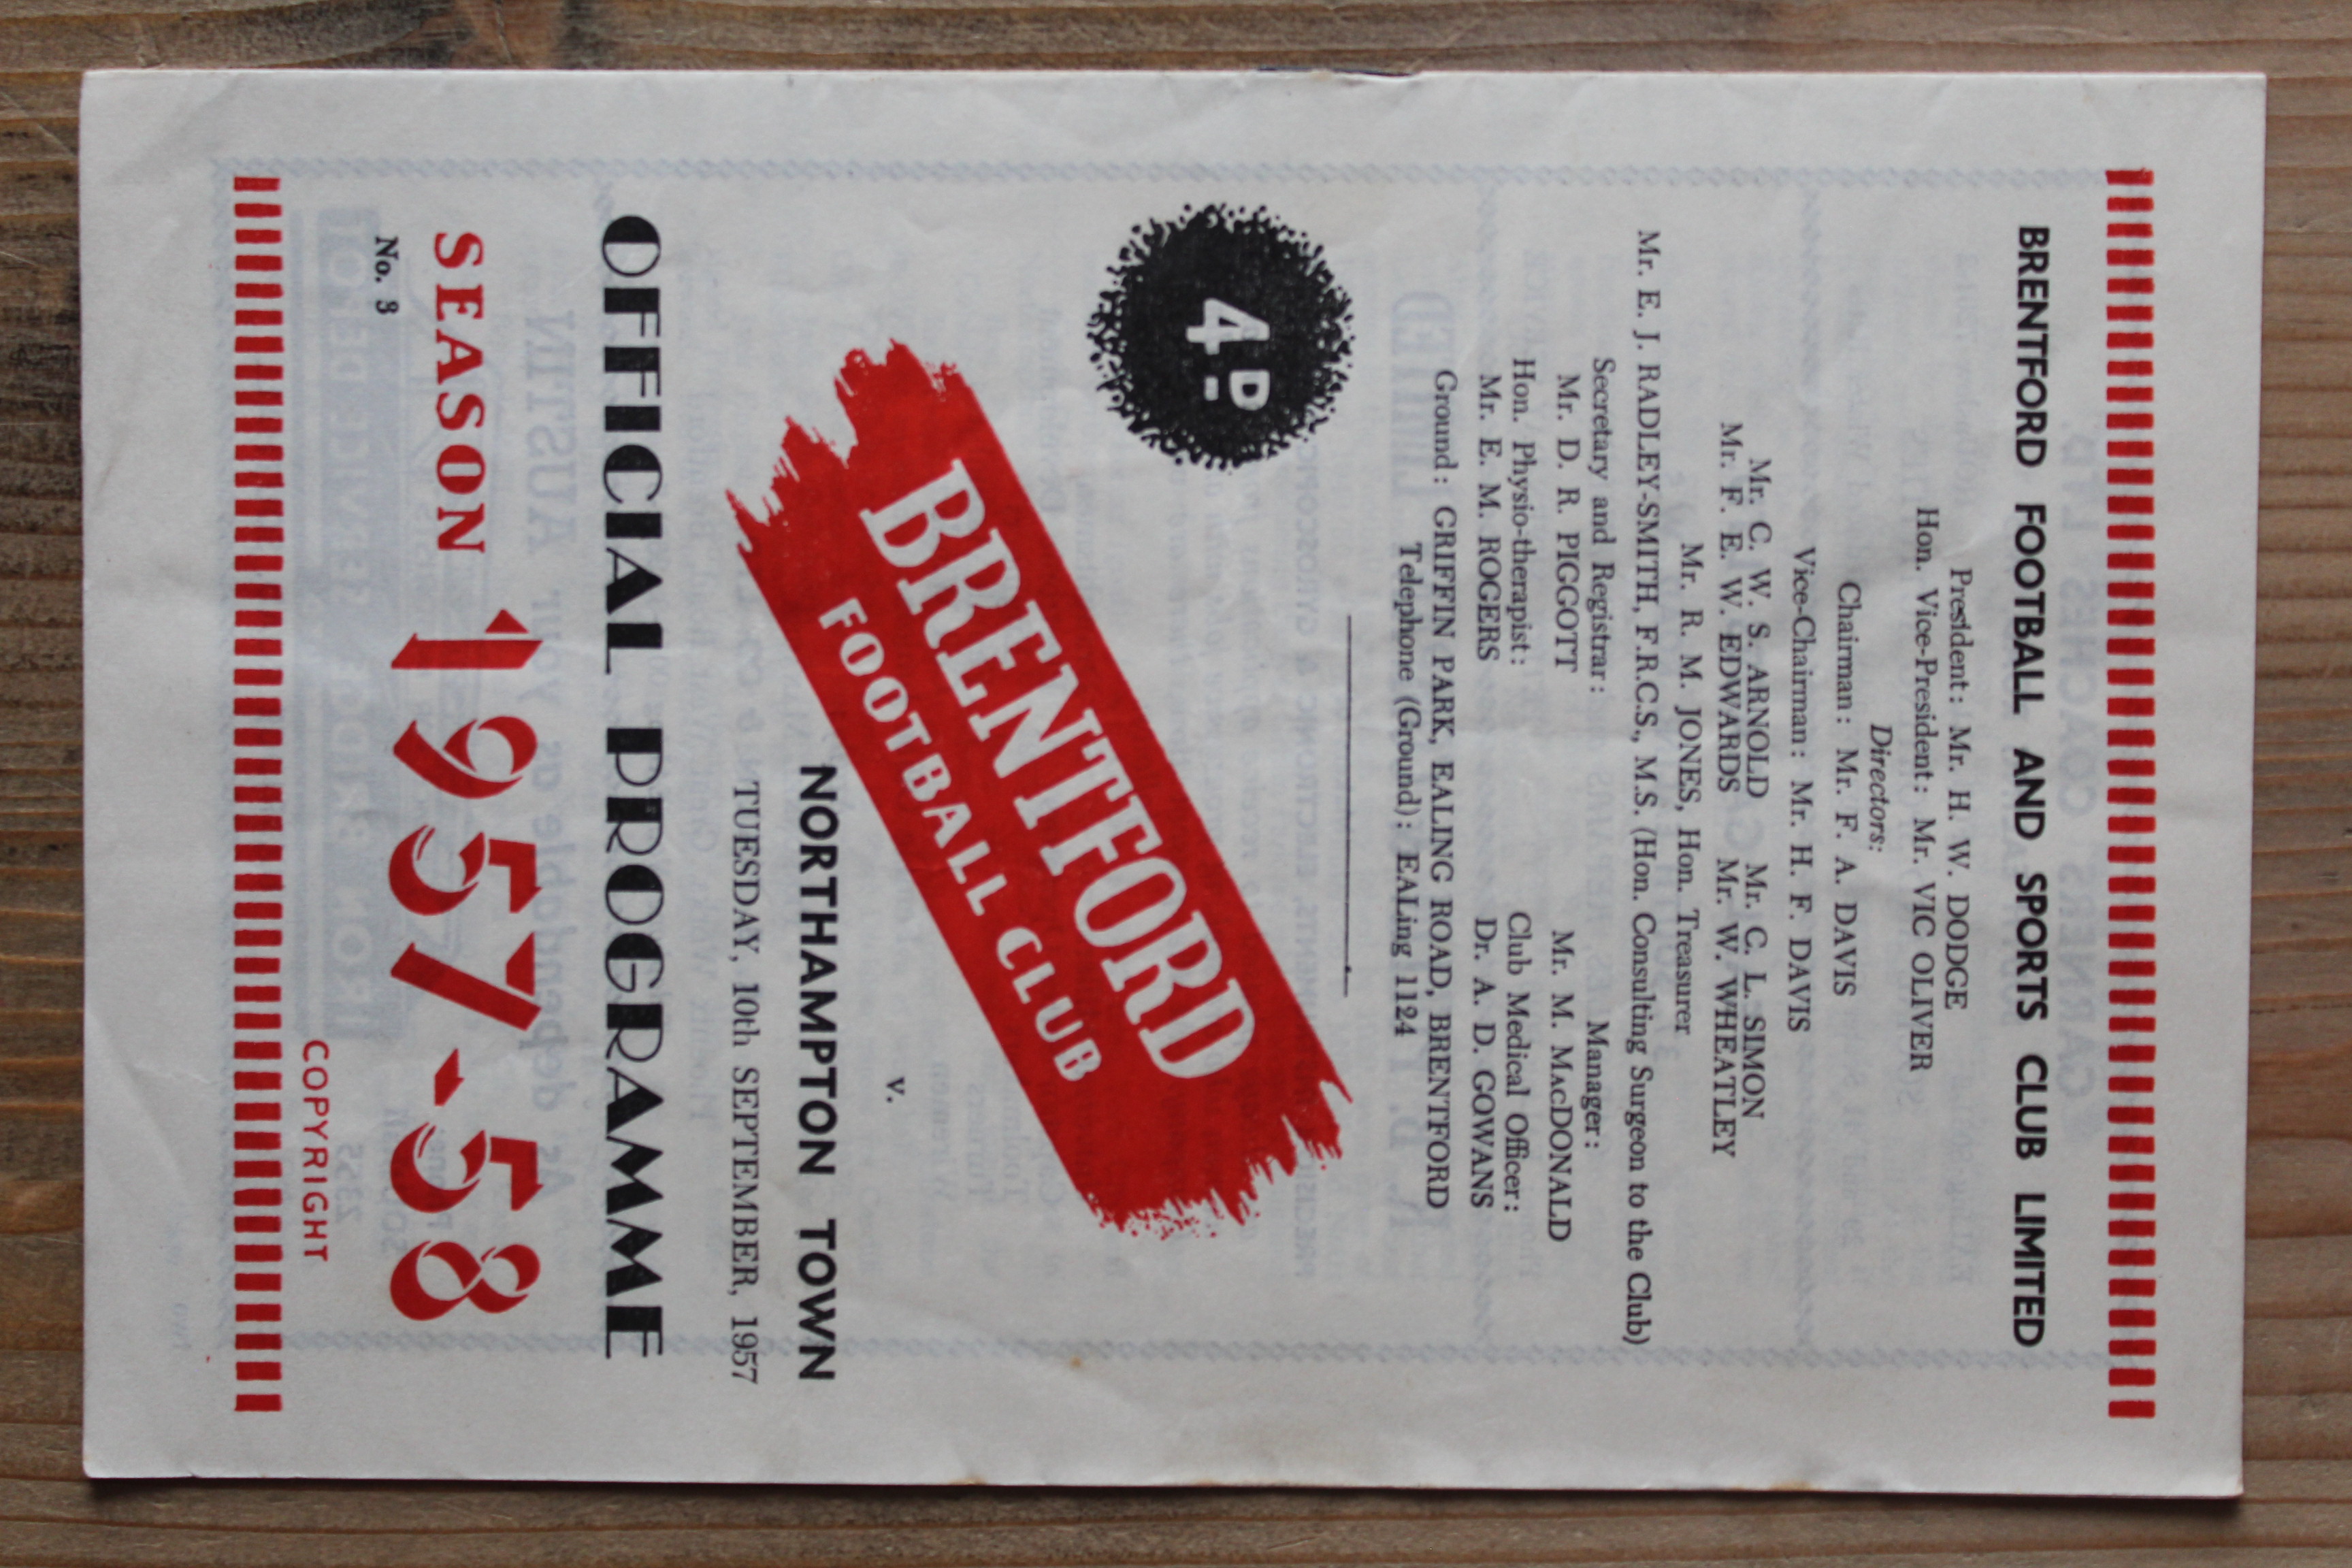 BRENTFORD FOOTBALL AND SPORTS CLUB LIMITED
President: Mr. H. W. DODGE
Hon. Vice-President: Mr. VIC OLIVER
Directors:
Chairman: Mr. F. A. DAVIS
Vice-Chairman: Mr. H. F. DAVIS
Mr. C. W. S. ARNOLD Mr. C. L. SIMON
Mr. F. E. W. EDWARDS Mr. W. WHEATLEY
Mr. R. M. JONES, Hon. Treasurer
Mr. E. J. RADLEY-SMITH, F.R.C.S., M.S. (Hon. Consulting Surgeon to the Club)
Secretary and Registrar: Manager:
Mr. D. R. PIGGOTT Mr. M. MacDONALD
Hon. Physio-therapist: Club Medical Officer:
Mr. E. M. ROGERS Dr. A. D. GOWANS
Ground: GRIFFIN PARK, EALING ROAD, BRENTFORD
Telephone (Ground): EALing 1124
4D.
BRENTFORD
FOOTBALL CLUB
v.
NORTHAMPTON TOWN
TUESDAY, 10th SEPTEMBER, 1957
OFFICIAL PROGRAMME
SEASON 1957-58
No. 8
COPYRIGHT